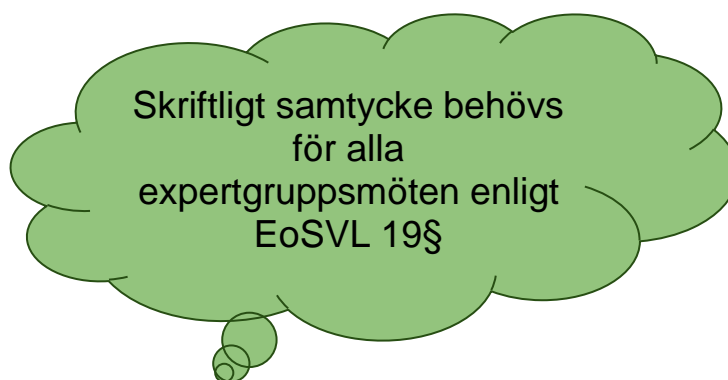 Skriftligt samtycke behövs
för alla
expertgruppsmöten enligt
EoSVL 19§